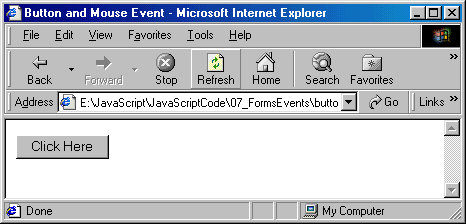 Button and Mouse Event - Microsoft Internet Explorer
File Edit View Favorites Tools Help
Back Forward Stop Refresh Home Search Favorites »
Address E:\JavaScript\JavaScriptCode\07_FormsEvents\butto Go Links »
Click Here
Done My Computer